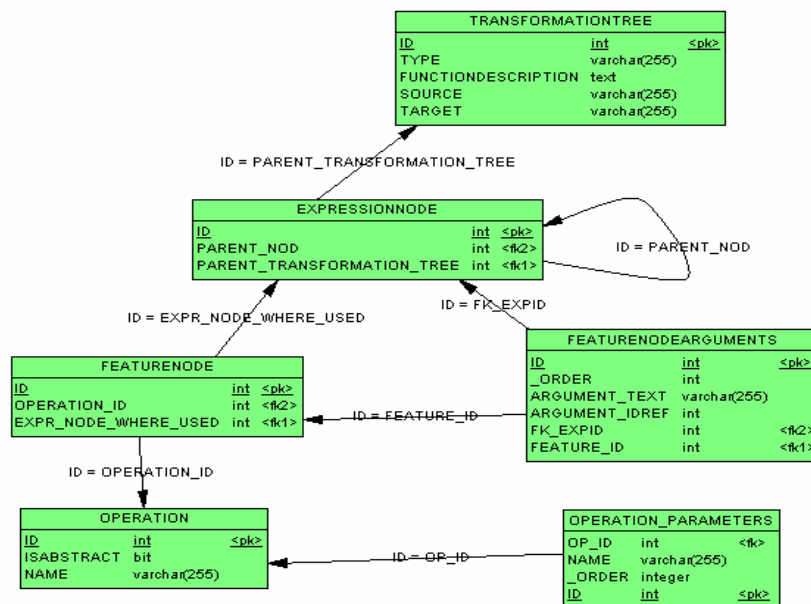 TRANSFORMATIONTREE
ID int <pk>
TYPE varchar(255)
FUNCTIONDESCRIPTION text
SOURCE varchar(255)
TARGET varchar(255)
ID = PARENT_TRANSFORMATION_TREE
EXPRESSIONNODE
ID int <pk>
PARENT_NOD int <fk2>
PARENT_TRANSFORMATION_TREE int <fk1>
ID = PARENT_NOD
ID = EXPR_NODE_WHERE_USED
ID = FK_EXPID
FEATURENODE
ID int <pk>
OPERATION_ID int <fk2>
EXPR_NODE_WHERE_USED int <fk1>
FEATURENODEARGUMENTS
ID int <pk>
_ORDER int
ARGUMENT_TEXT varchar(255)
ARGUMENT_IDREF int
FK_EXPID int <fk2>
FEATURE_ID int <fk1>
ID = FEATURE_ID
ID = OPERATION_ID
OPERATION
ID int <pk>
ISABSTRACT bit
NAME varchar(255)
ID = OP_ID
OPERATION_PARAMETERS
OP_ID int <fk>
NAME varchar(255)
_ORDER integer
ID int <pk>